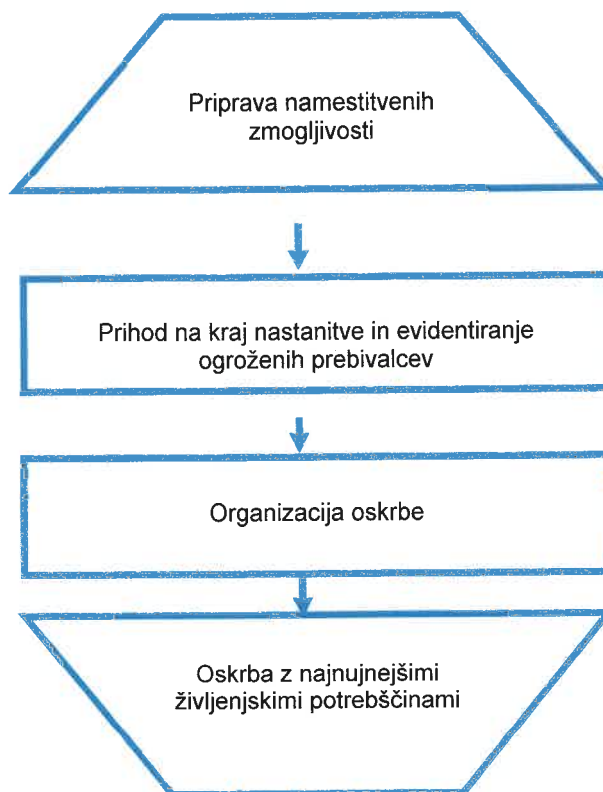 Priprava namestitvenih
zmogljivosti
Prihod na kraj nastanitve in evidentiranje
ogroženih prebivalcev
Organizacija oskrbe
Oskrba z najnujnejšimi
življenjskimi potrebščinami